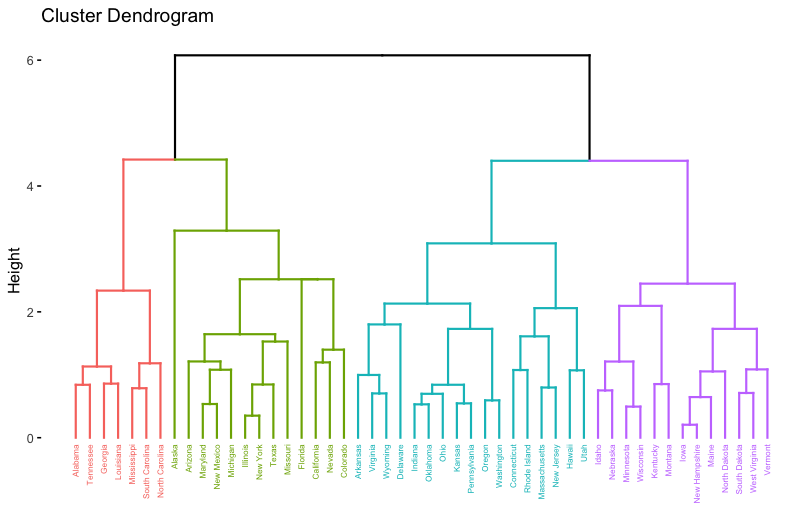 Cluster Dendrogram
6
4
2
0
Height
Alabama
Tennessee
Georgia
Louisiana
Mississippi
South Carolina
North Carolina
Alaska
Arizona
Maryland
New Mexico
Michigan
Illinois
New York
Texas
Missouri
Florida
California
Nevada
Colorado
Arkansas
Virginia
Wyoming
Delaware
Indiana
Oklahoma
Ohio
Kansas
Pennsylvania
Oregon
Washington
Connecticut
Rhode Island
Massachusetts
New Jersey
Hawaii
Utah
Idaho
Nebraska
Minnesota
Wisconsin
Kentucky
Montana
Iowa
New Hampshire
Maine
North Dakota
South Dakota
West Virginia
Vermont